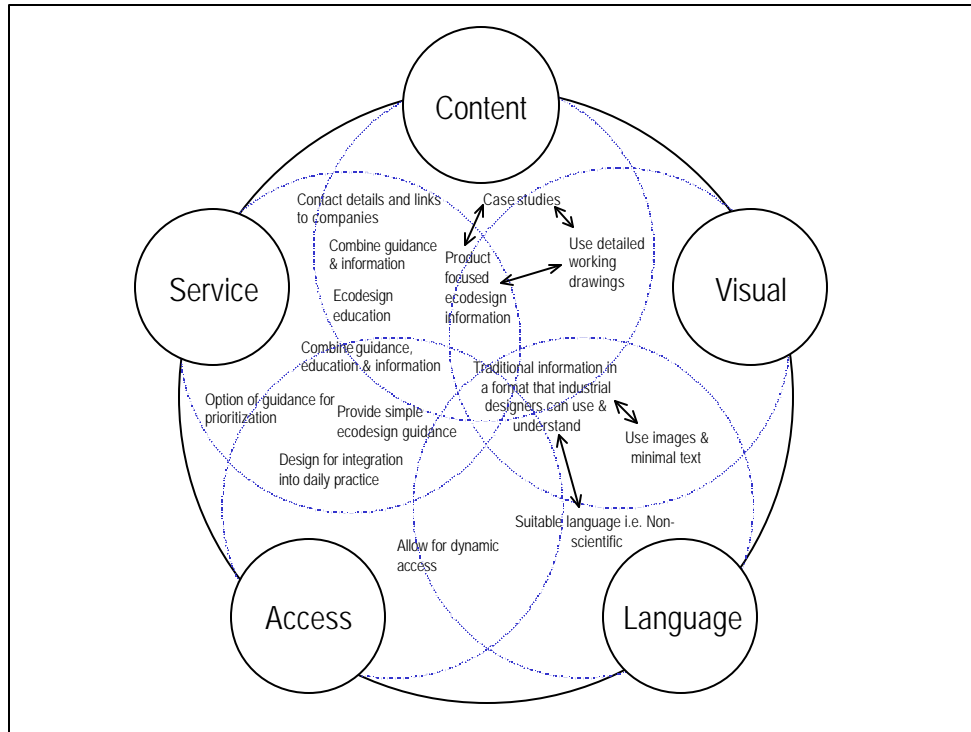 Content
Contact details and links
to companies
Case studies
Combine guidance
& information
Use detailed
working
drawings
Product
focused
ecodesign
information
Service
Visual
Ecodesign
education
Combine guidance,
education & information
Traditional information in
a format that industrial
designers can use &
understand
Option of guidance for
prioritization
Provide simple
ecodesign guidance
Use images &
minimal text
Design for integration
into daily practice
Suitable language i.e. Non-
scientific
Allow for dynamic
access
Access
Language